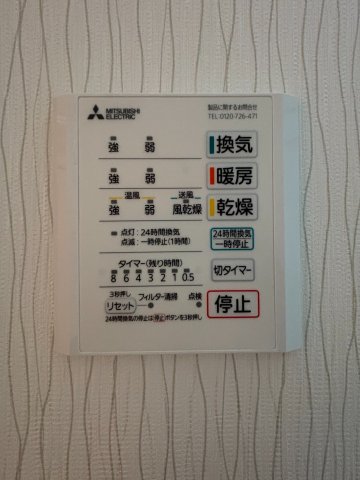 MITSUBISHI
ELECTRIC
製品に関するお問合せ
TEL 0120-726-471
強 弱 換気
強 弱 暖房
温風 送風
強 弱 風乾燥 乾燥
点灯:24時間換気
点滅:一時停止(1時間)
24時間換気
一時停止
タイマー(残り時間)
8 6 4 3 2 1 0.5
切タイマー
3秒押し
リセット フィルター清掃 点検
停止
24時間換気の停止は停止ボタンを3秒押し